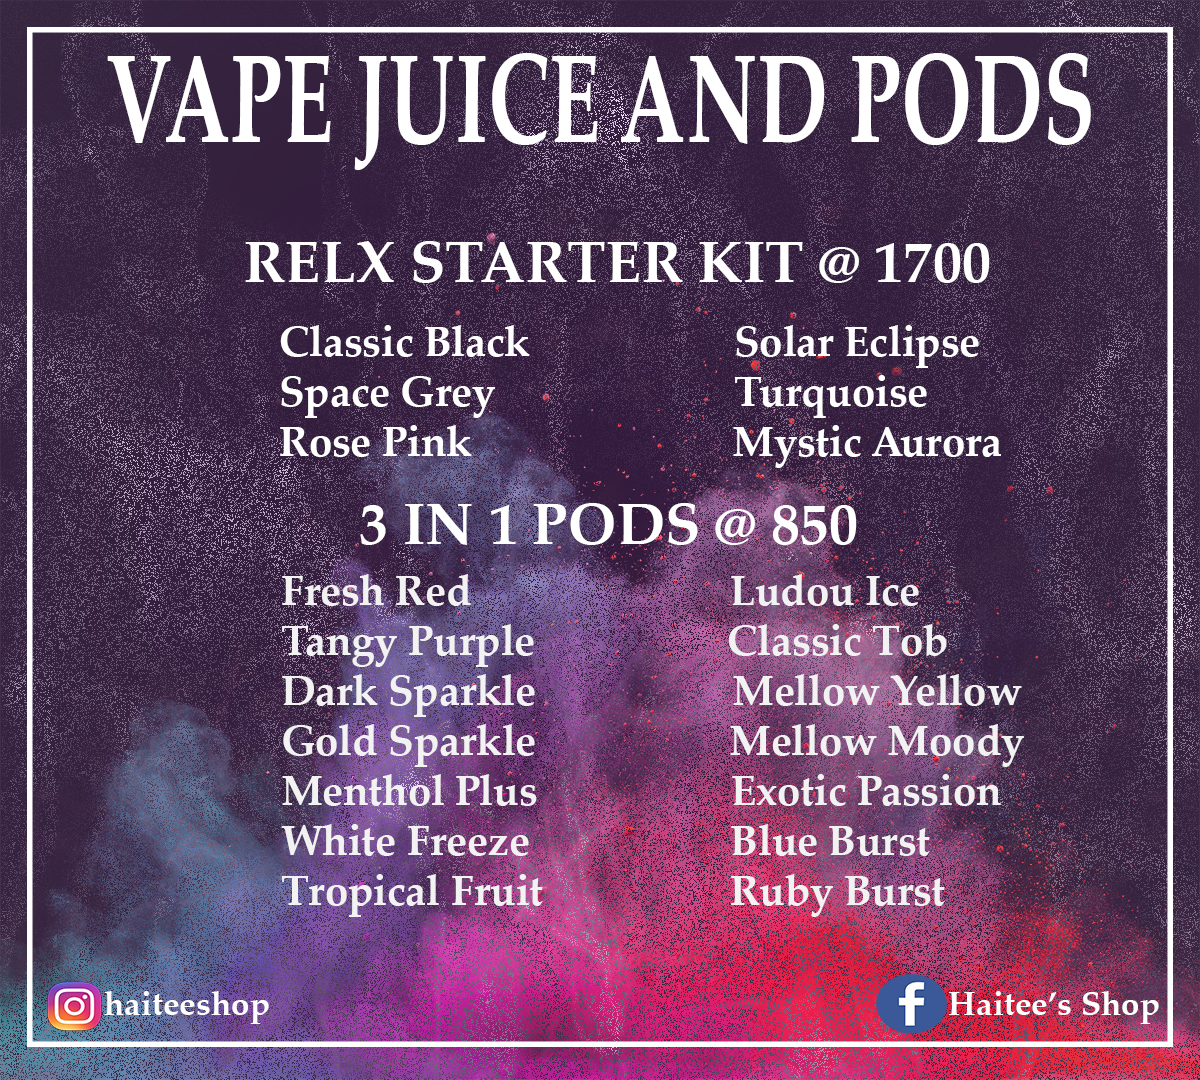 VAPE JUICE AND PODS
RELX STARTER KIT @ 1700
Classic Black
Space Grey
Rose Pink
Solar Eclipse
Turquoise
Mystic Aurora
3 IN 1 PODS @ 850
Fresh Red
Tangy Purple
Dark Sparkle
Gold Sparkle
Menthol Plus
White Freeze
Tropical Fruit
Ludou Ice
Classic Tob
Mellow Yellow
Mellow Moody
Exotic Passion
Blue Burst
Ruby Burst
haiteeshop
Haitee's Shop